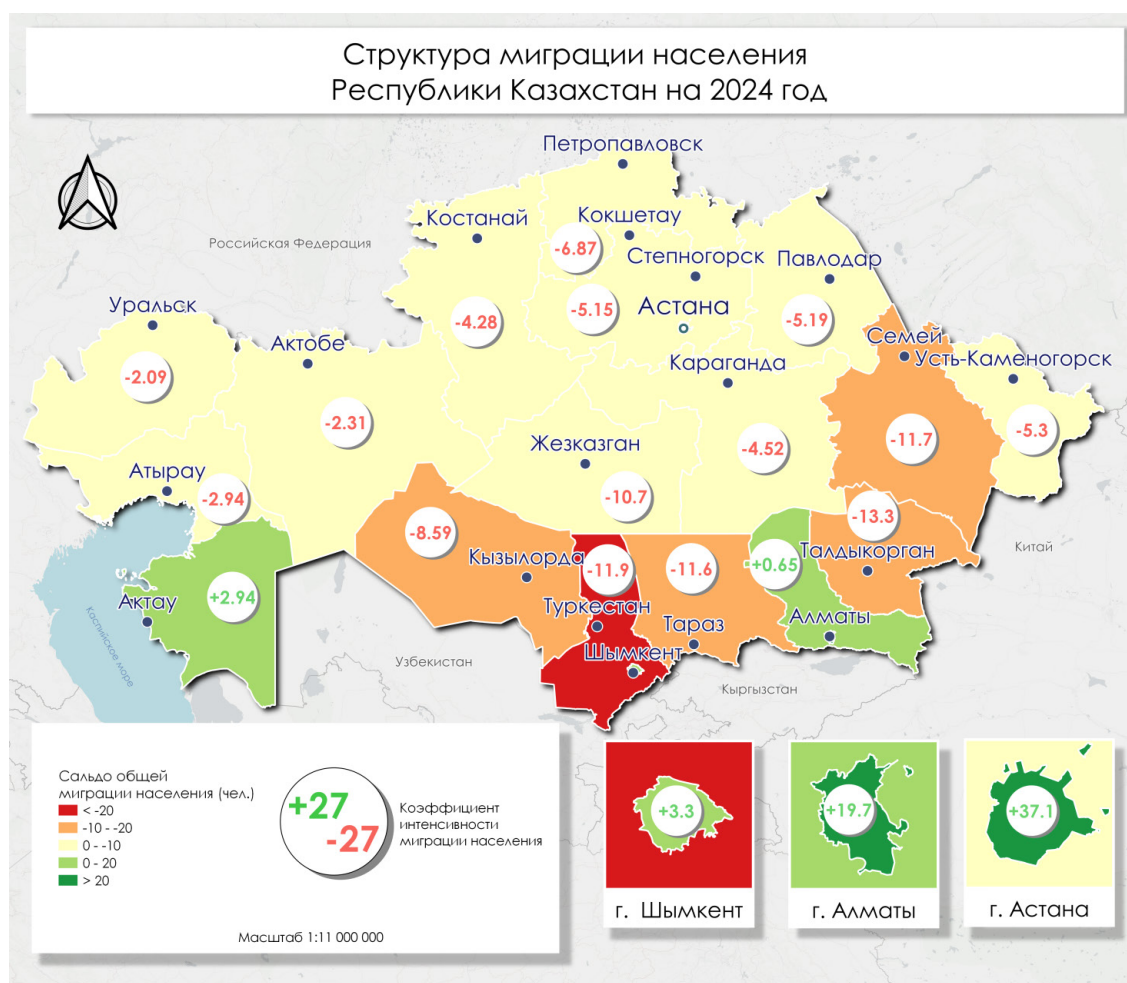 Структура миграции населения
Республики Казахстан на 2024 год
Петропавловск
Костанай
Кокшетау
Российская Федерация
-6.87
Степногорск
Павлодар
Уральск
Астана
-5.15
-4.28
-5.19
Актобе
Семей
Караганда
Усть-Каменогорск
-2.09
-2.31
-5.3
-11.7
Жезказган
-4.52
Атырау
-2.94
-10.7
-13.3
-8.59
Китай
Кызылорда
-11.9
-11.6
+0.65
Талдыкорган
Актау
+2.94
Туркестан
Тараз
Алматы
Каспийское море
Узбекистан
Шымкент
Кыргызстан
Сальдо общей
миграции населения (чел.)
< -20
-10 - -20
0 - -10
0 - 20
> 20
+27
-27
Коэффициент
интенсивности
миграции населения
Масштаб 1:11 000 000
+3.3
г. Шымкент
+19.7
г. Алматы
+37.1
г. Астана